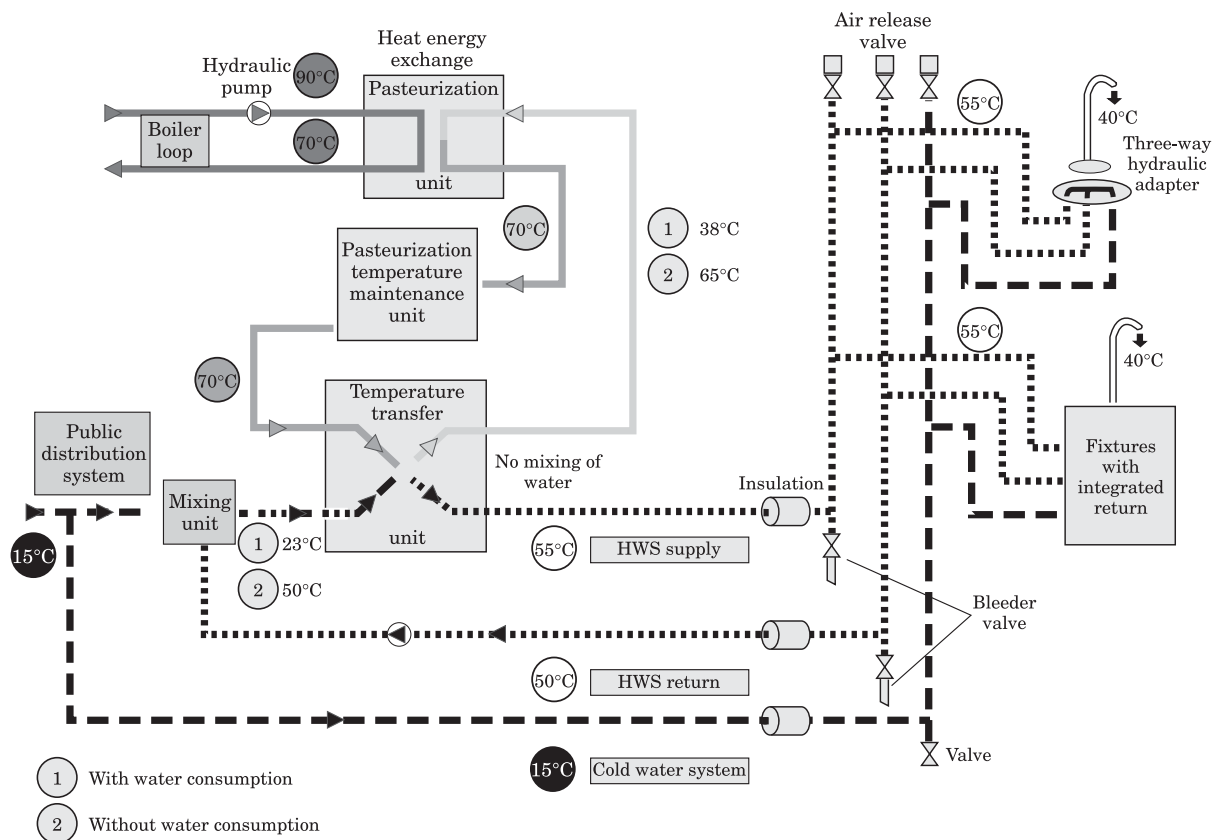 Air release
valve
Heat energy
exchange
Hydraulic
pump
90°C
Pasteurization
unit
Boiler
loop
70°C
55°C
40°C
Three-way
hydraulic
adapter
70°C
1 38°C
2 65°C
Pasteurization
temperature
maintenance
unit
55°C
40°C
70°C
Temperature
transfer
unit
Public
distribution
system
No mixing of
water
Fixtures
with
integrated
return
Mixing
unit
Insulation
15°C
1 23°C
2 50°C
55°C
HWS supply
Bleeder
valve
50°C
HWS return
15°C
Cold water system
Valve
1 With water consumption
2 Without water consumption